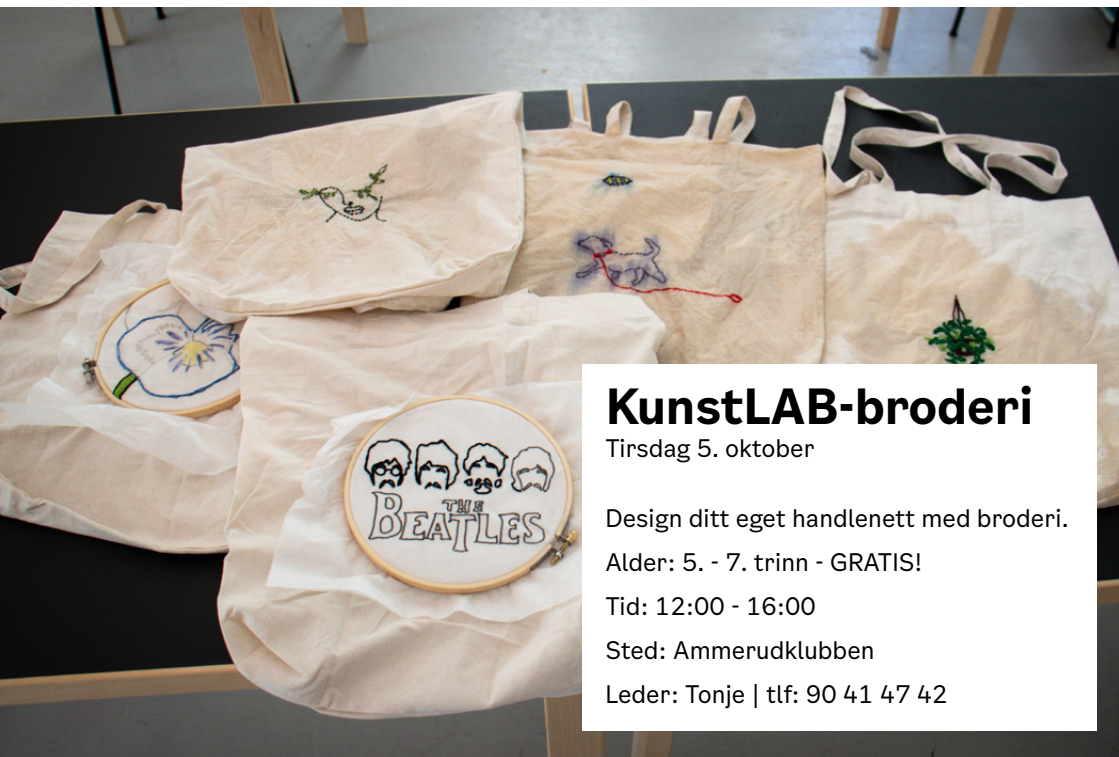 THE
BEATLES
KunstLAB-broderi
Tirsdag 5. oktober
Design ditt eget handlenett med broderi.
Alder: 5. - 7. trinn - GRATIS!
Tid: 12:00 - 16:00
Sted: Ammerudklubben
Leder: Tonje | tlf: 90 41 47 42